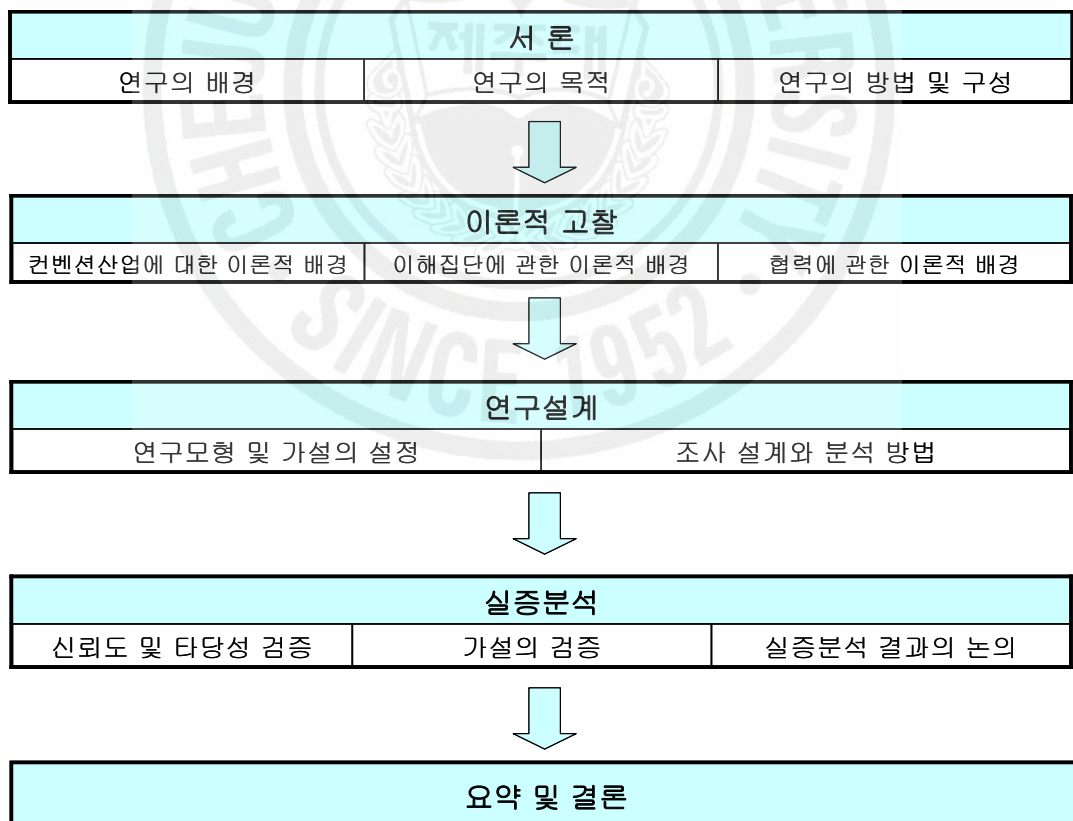 서 론
연구의 배경 연구의 목적 연구의 방법 및 구성
이론적 고찰
컨벤션산업에 대한 이론적 배경 이해집단에 관한 이론적 배경 협력에 관한 이론적 배경
연구설계
연구모형 및 가설의 설정 조사 설계와 분석 방법
실증분석
신뢰도 및 타당성 검증 가설의 검증 실증분석 결과의 논의
요약 및 결론
제주대
SINCE 1952